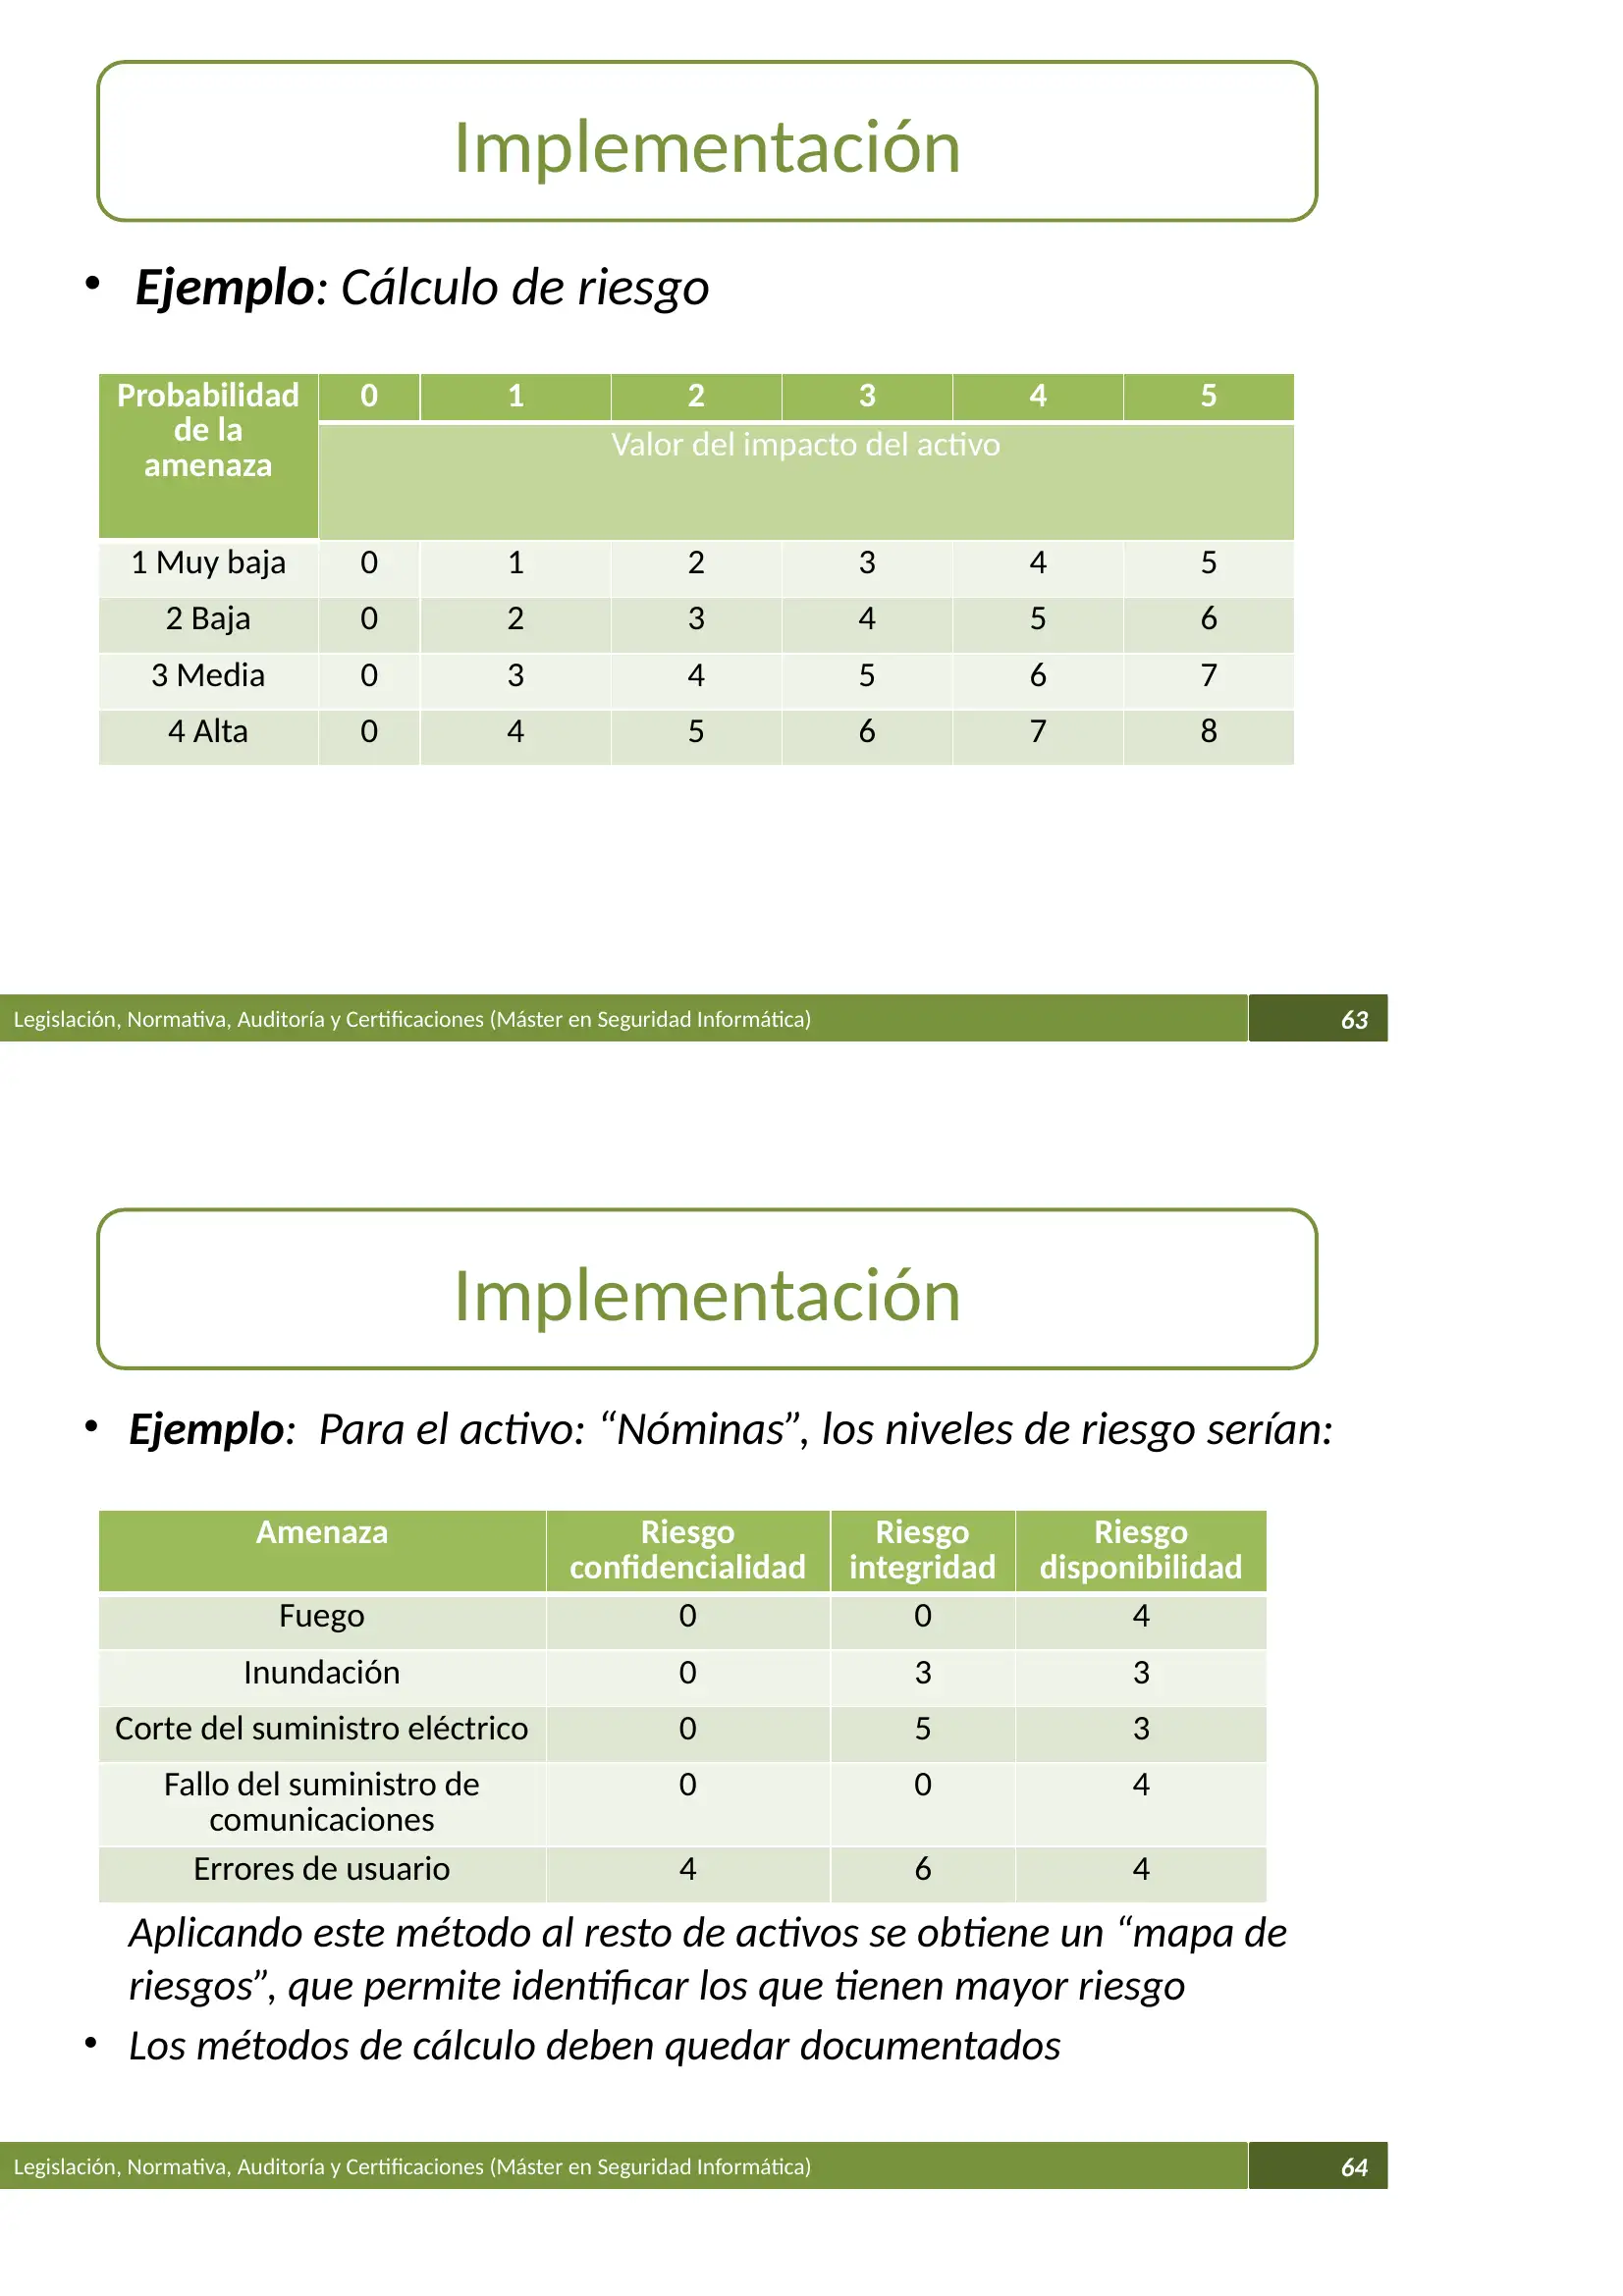 Implementación
• Ejemplo: Cálculo de riesgo
Probabilidad de la amenaza 0 1 2 3 4 5
Valor del impacto del activo
1 Muy baja 0 1 2 3 4 5
2 Baja 0 2 3 4 5 6
3 Media 0 3 4 5 6 7
4 Alta 0 4 5 6 7 8
Legislación, Normativa, Auditoría y Certificaciones (Máster en Seguridad Informática) 63
Implementación
• Ejemplo: Para el activo: “Nóminas”, los niveles de riesgo serían:
Amenaza Riesgo confidencialidad Riesgo integridad Riesgo disponibilidad
Fuego 0 0 4
Inundación 0 3 3
Corte del suministro eléctrico 0 5 3
Fallo del suministro de comunicaciones 0 0 4
Errores de usuario 4 6 4
Aplicando este método al resto de activos se obtiene un “mapa de
riesgos”, que permite identificar los que tienen mayor riesgo
• Los métodos de cálculo deben quedar documentados
Legislación, Normativa, Auditoría y Certificaciones (Máster en Seguridad Informática) 64